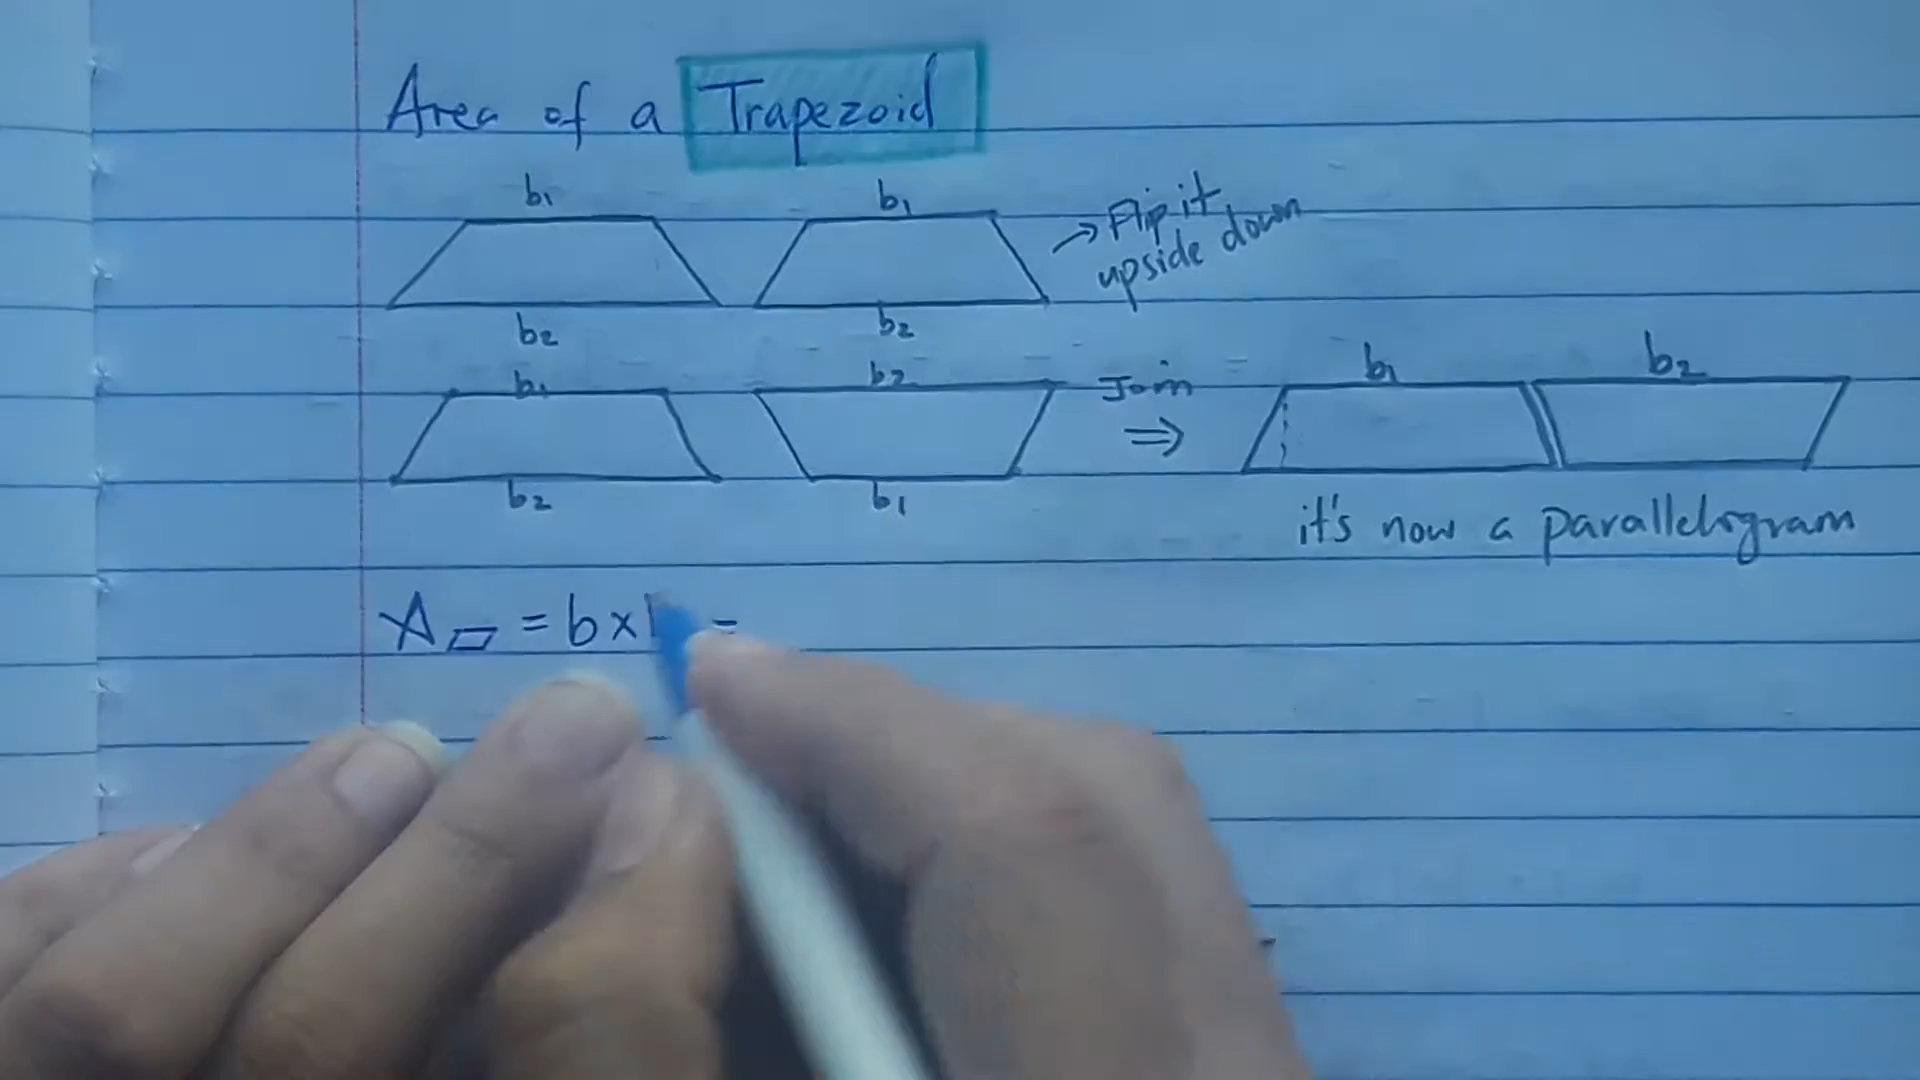 Area of a Trapezoid
b₁ b₁
→ Flip it
upside down
b₂ b₂
b₁ b₂ Join ⇒ b₁ b₂
b₂ b₁
it's now a parallelogram
A▱ = b x =